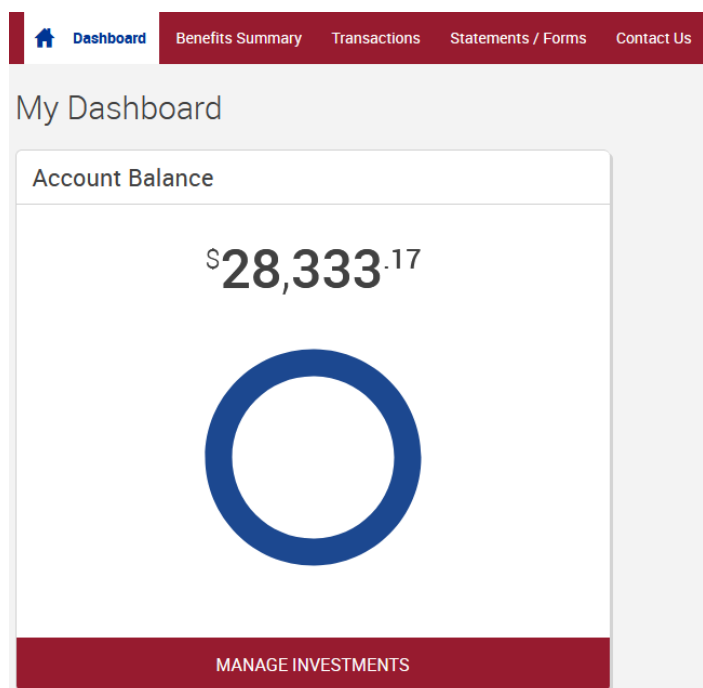 Dashboard Benefits Summary Transactions Statements / Forms Contact Us
My Dashboard
Account Balance
$28,333.17
MANAGE INVESTMENTS